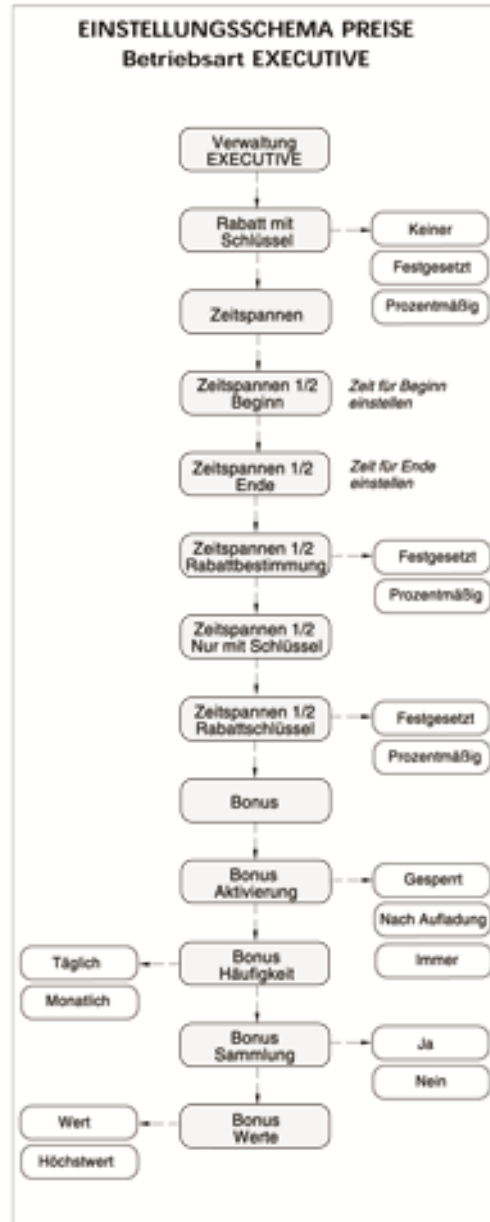 EINSTELLUNGSSCHEMA PREISE
Betriebsart EXECUTIVE
Verwaltung
EXECUTIVE
Rabatt mit
Schlüssel
Keiner
Festgesetzt
Prozentmäßig
Zeitspannen
Zeitspannen 1/2
Beginn
Zeit für Beginn
einstellen
Zeitspannen 1/2
Ende
Zeit für Ende
einstellen
Zeitspannen 1/2
Rabattbestimmung
Festgesetzt
Prozentmäßig
Zeitspannen 1/2
Nur mit Schlüssel
Zeitspannen 1/2
Rabattschlüssel
Festgesetzt
Prozentmäßig
Bonus
Bonus
Aktivierung
Gesperrt
Nach Aufladung
Immer
Bonus
Häufigkeit
Täglich
Monatlich
Bonus
Sammlung
Ja
Nein
Bonus
Werte
Wert
Höchstwert